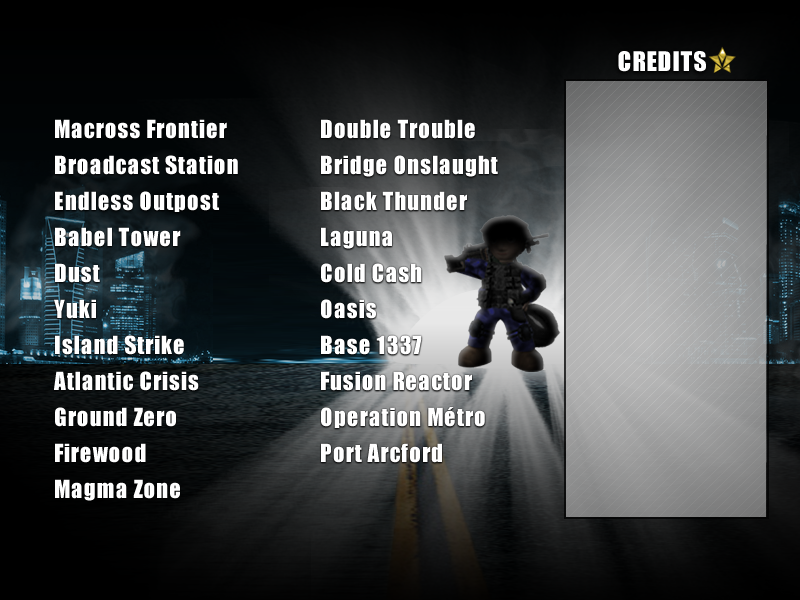 CREDITS
Macross Frontier
Broadcast Station
Endless Outpost
Babel Tower
Dust
Yuki
Island Strike
Atlantic Crisis
Ground Zero
Firewood
Magma Zone
Double Trouble
Bridge Onslaught
Black Thunder
Laguna
Cold Cash
Oasis
Base 1337
Fusion Reactor
Operation Métro
Port Arcford